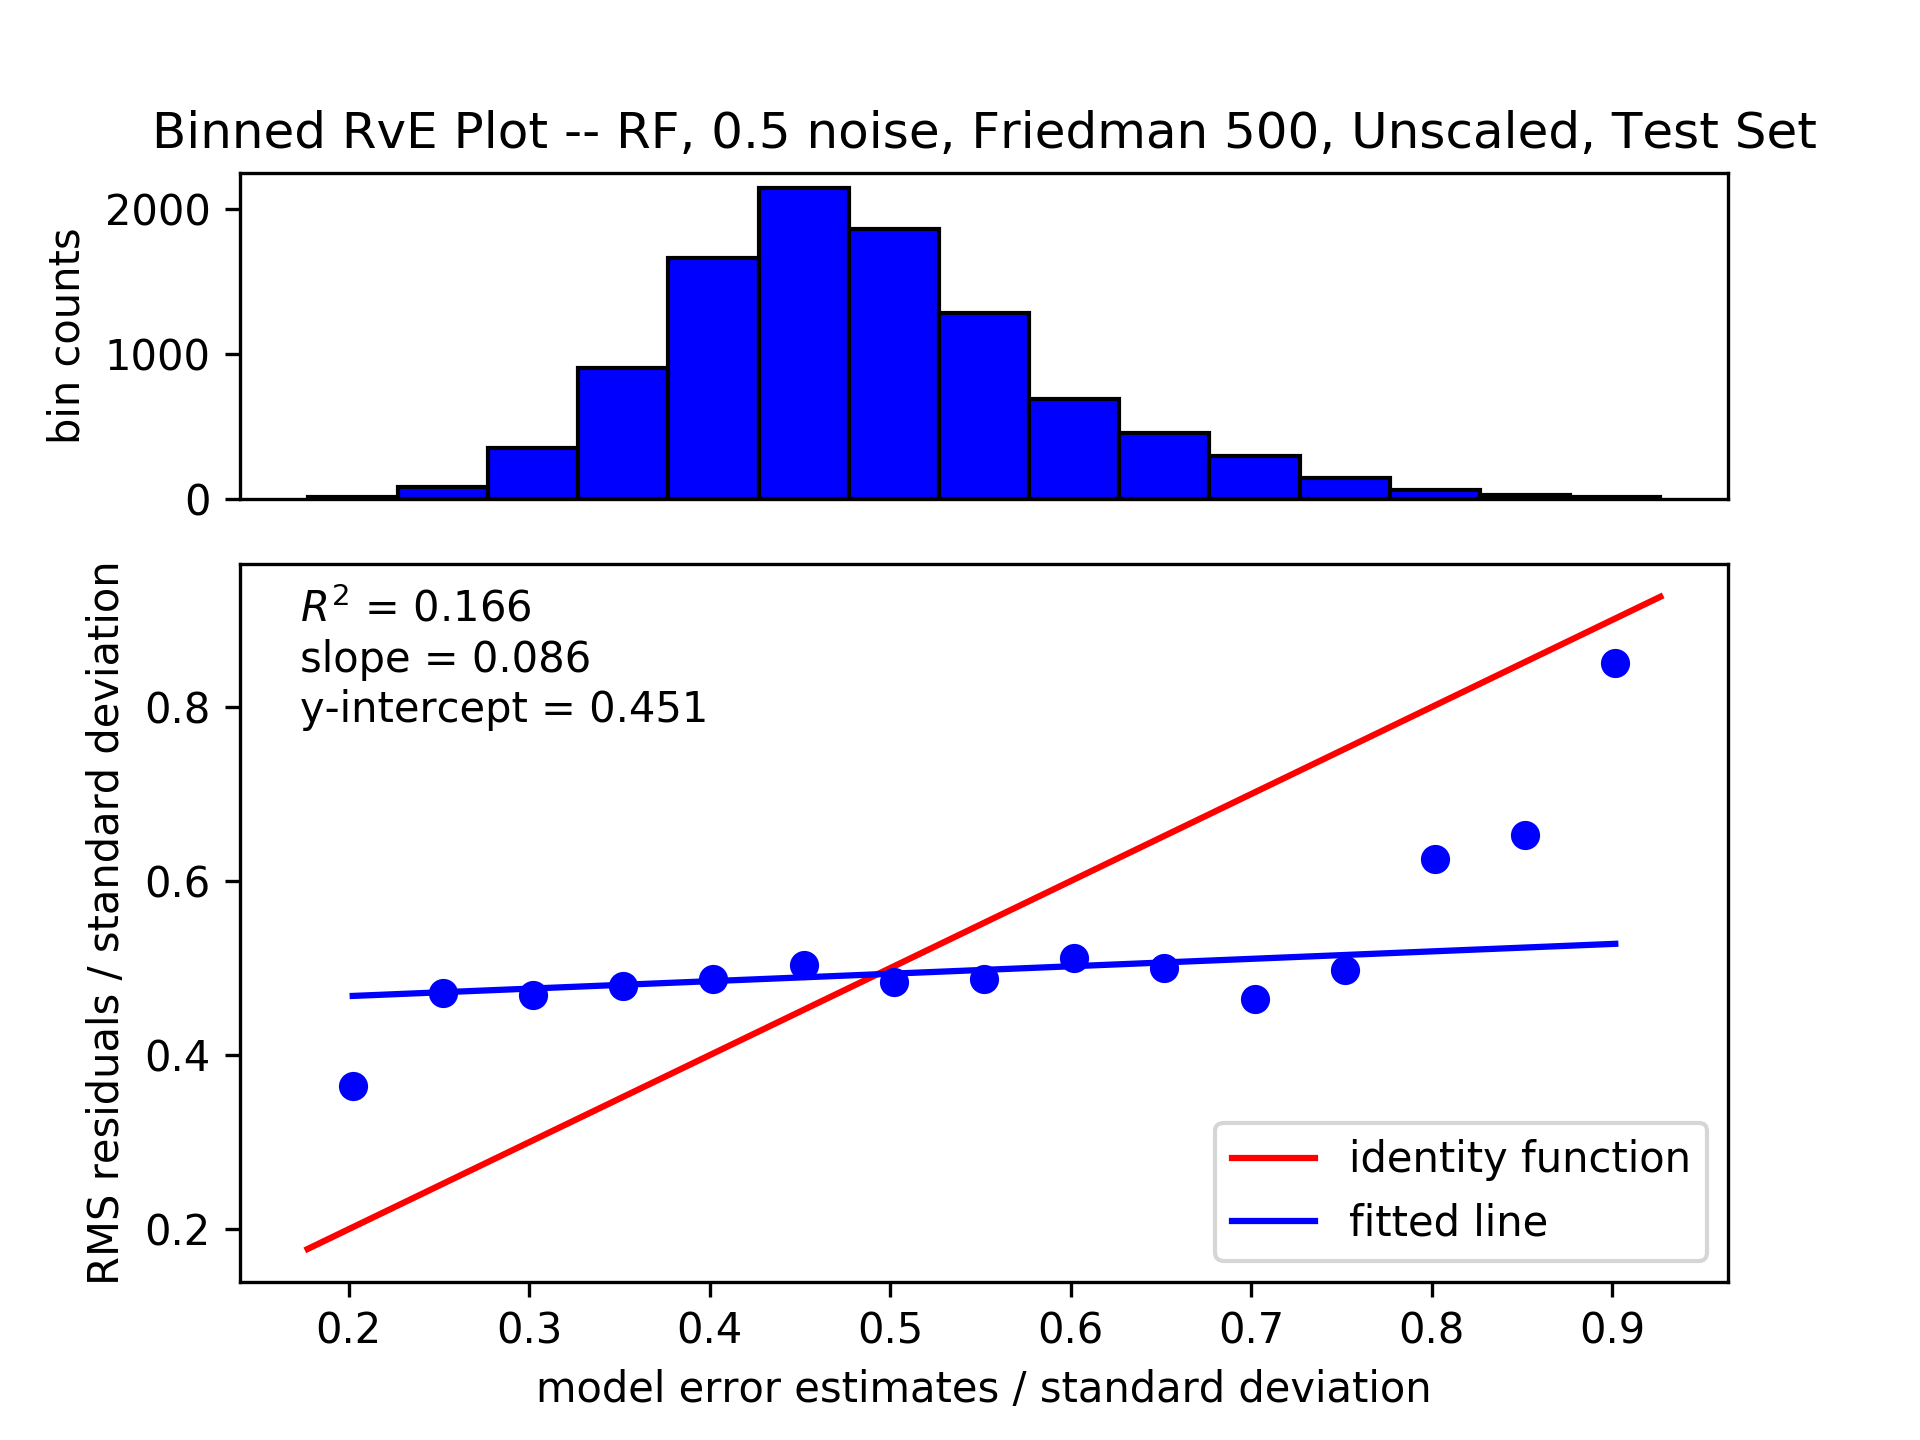 Binned RvE Plot -- RF, 0.5 noise, Friedman 500, Unscaled, Test Set
bin counts
2000
1000
0
RMS residuals / standard deviation
0.8
0.6
0.4
0.2
R² = 0.166
slope = 0.086
y-intercept = 0.451
identity function
fitted line
0.2 0.3 0.4 0.5 0.6 0.7 0.8 0.9
model error estimates / standard deviation